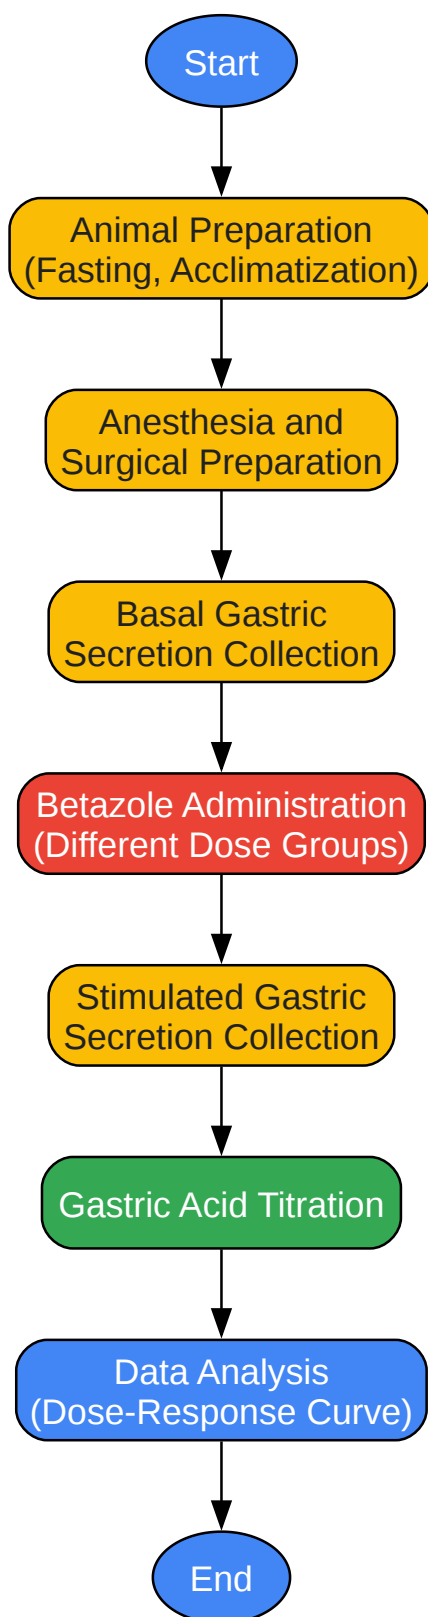 Start
Animal Preparation
(Fasting, Acclimatization)
Anesthesia and
Surgical Preparation
Basal Gastric
Secretion Collection
Betazole Administration
(Different Dose Groups)
Stimulated Gastric
Secretion Collection
Gastric Acid Titration
Data Analysis
(Dose-Response Curve)
End